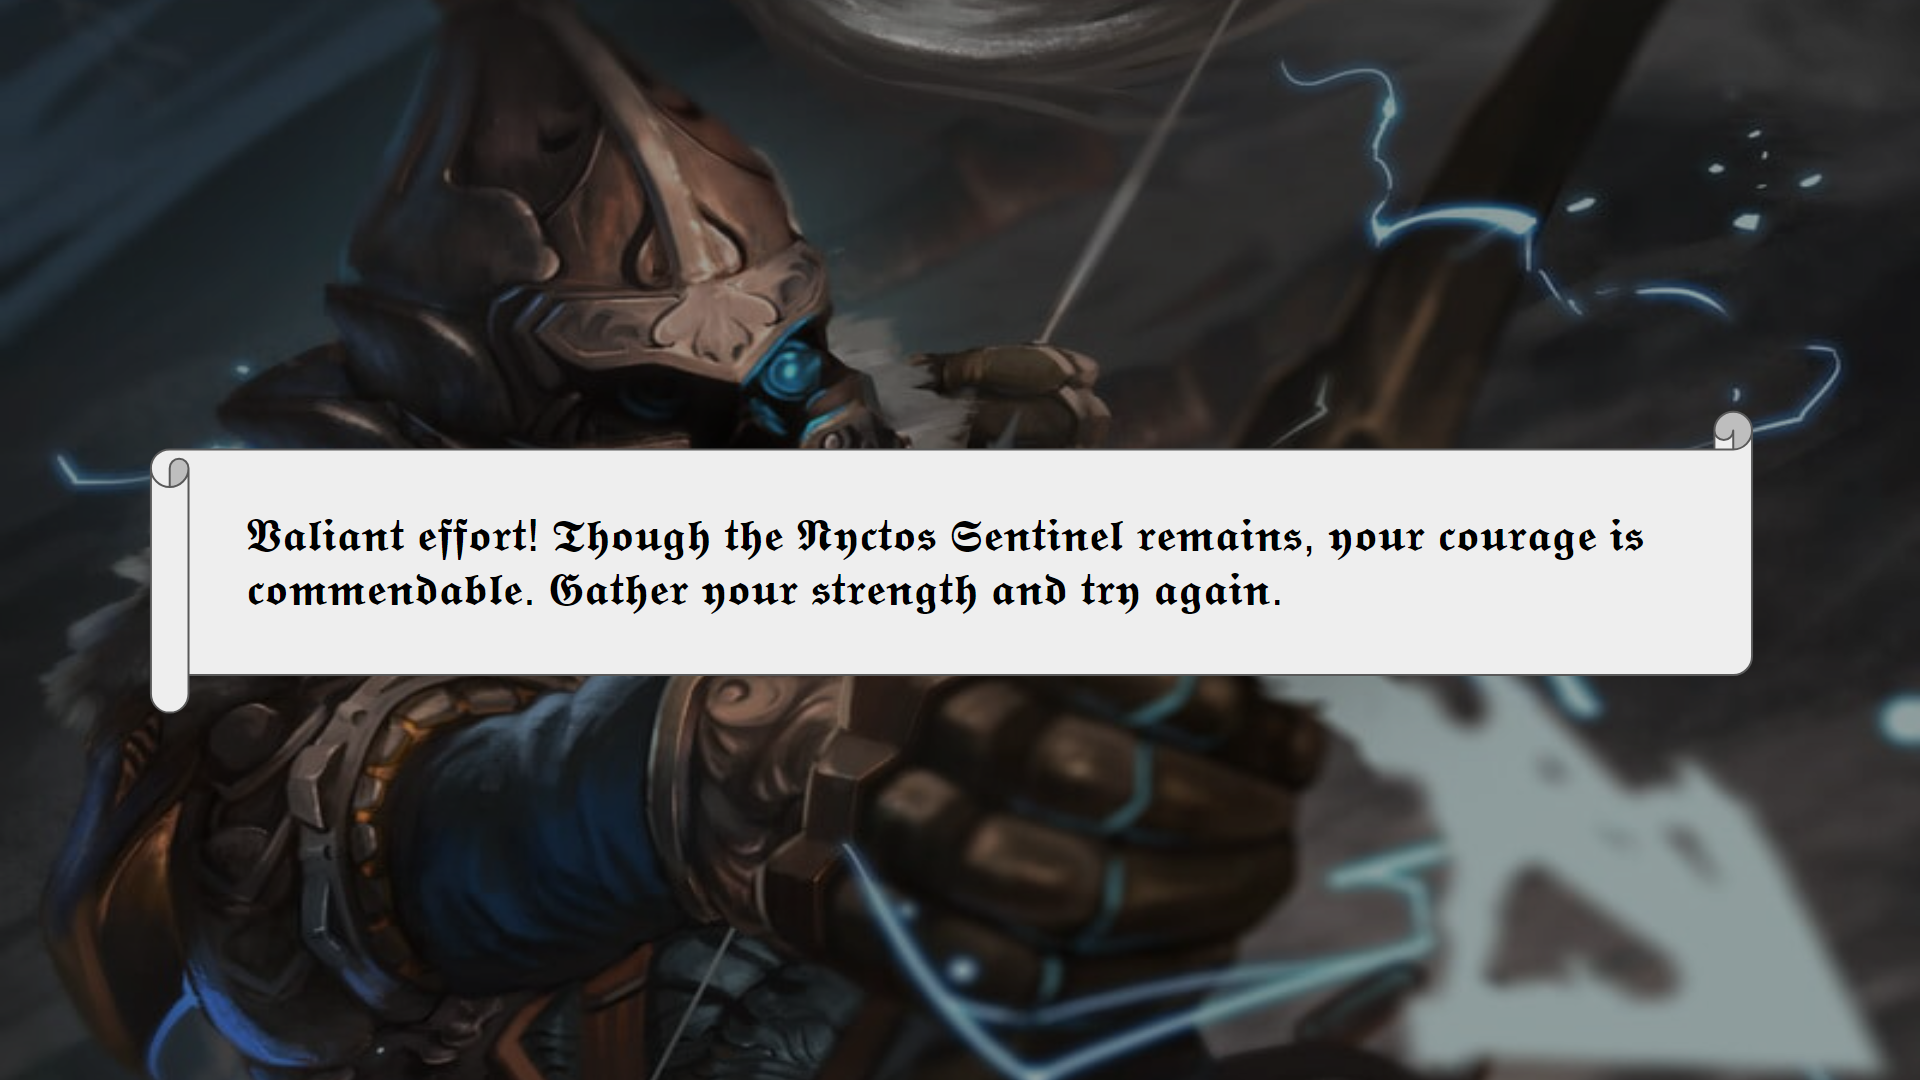 Valiant effort! Though the Nyctos Sentinel remains, your courage is
commendable. Gather your strength and try again.